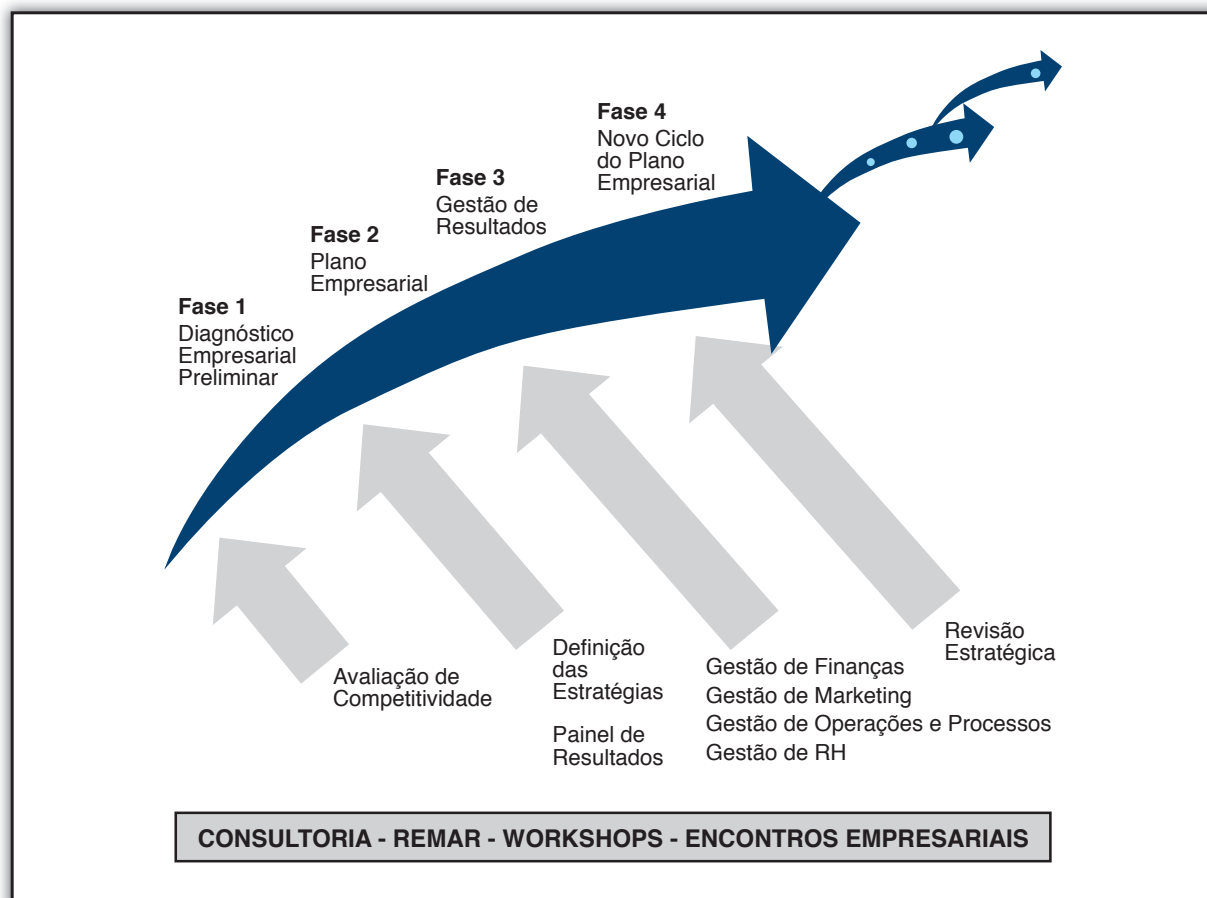 Fase 1
Diagnóstico
Empresarial
Preliminar
Fase 2
Plano
Empresarial
Fase 3
Gestão de
Resultados
Fase 4
Novo Ciclo
do Plano
Empresarial
Avaliação de
Competitividade
Definição
das
Estratégias
Painel de
Resultados
Gestão de Finanças
Gestão de Marketing
Gestão de Operações e Processos
Gestão de RH
Revisão
Estratégica
CONSULTORIA - REMAR - WORKSHOPS - ENCONTROS EMPRESARIAIS